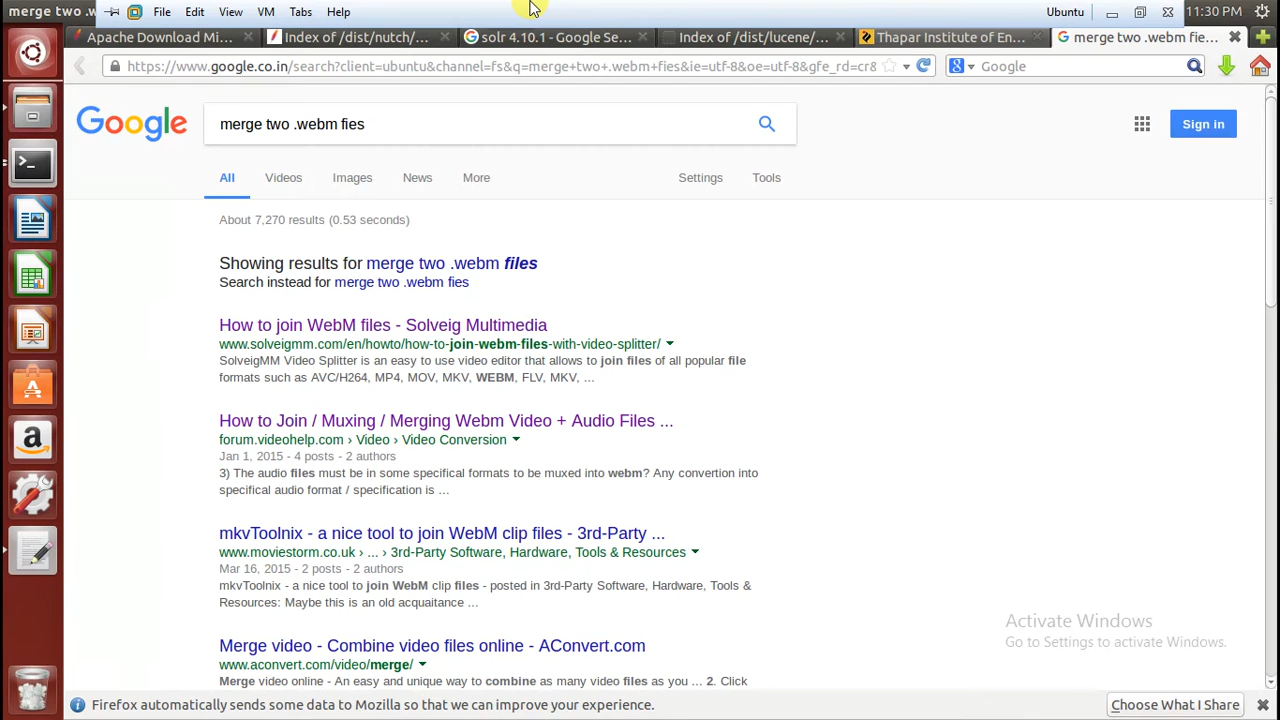 merge two .w
File Edit View VM Tabs Help
Ubuntu
11:30 PM
Apache Download Mi...
Index of /dist/nutch/
solr 4.10.1 - Google Se...
Index of /dist/lucene/
Thapar Institute of En...
merge two .webm fie...
https://www.google.co.in/search?client=ubuntu&channel=fs&q=merge+two+.webm+fies&ie=utf-8&oe=utf-8&gfe_rd=cr&
Google
Google
merge two .webm fies
Sign in
All Videos Images News More Settings Tools
About 7,270 results (0.53 seconds)
Showing results for merge two .webm files
Search instead for merge two .webm fies
How to join WebM files - Solveig Multimedia
www.solveigmm.com/en/howto/how-to-join-webm-files-with-video-splitter/
SolveigMM Video Splitter is an easy to use video editor that allows to join files of all popular file
formats such as AVC/H264, MP4, MOV, MKV, WEBM, FLV, MKV, ...
How to Join / Muxing / Merging Webm Video + Audio Files ...
forum.videohelp.com › Video › Video Conversion
Jan 1, 2015 - 4 posts - 2 authors
3) The audio files must be in some specifical formats to be muxed into webm? Any convertion into
specifical audio format / specification is ...
mkvToolnix - a nice tool to join WebM clip files - 3rd-Party ...
www.moviestorm.co.uk › ... › 3rd-Party Software, Hardware, Tools & Resources
Mar 16, 2015 - 2 posts - 2 authors
mkvToolnix - a nice tool to join WebM clip files - posted in 3rd-Party Software, Hardware, Tools &
Resources: Maybe this is an old acquaitance ...
Activate Windows
Go to Settings to activate Windows.
Merge video - Combine video files online - AConvert.com
www.aconvert.com/video/merge/
Merge video online - An easy and unique way to combine as many video files as you ... 2. Click
Firefox automatically sends some data to Mozilla so that we can improve your experience.
Choose What I Share